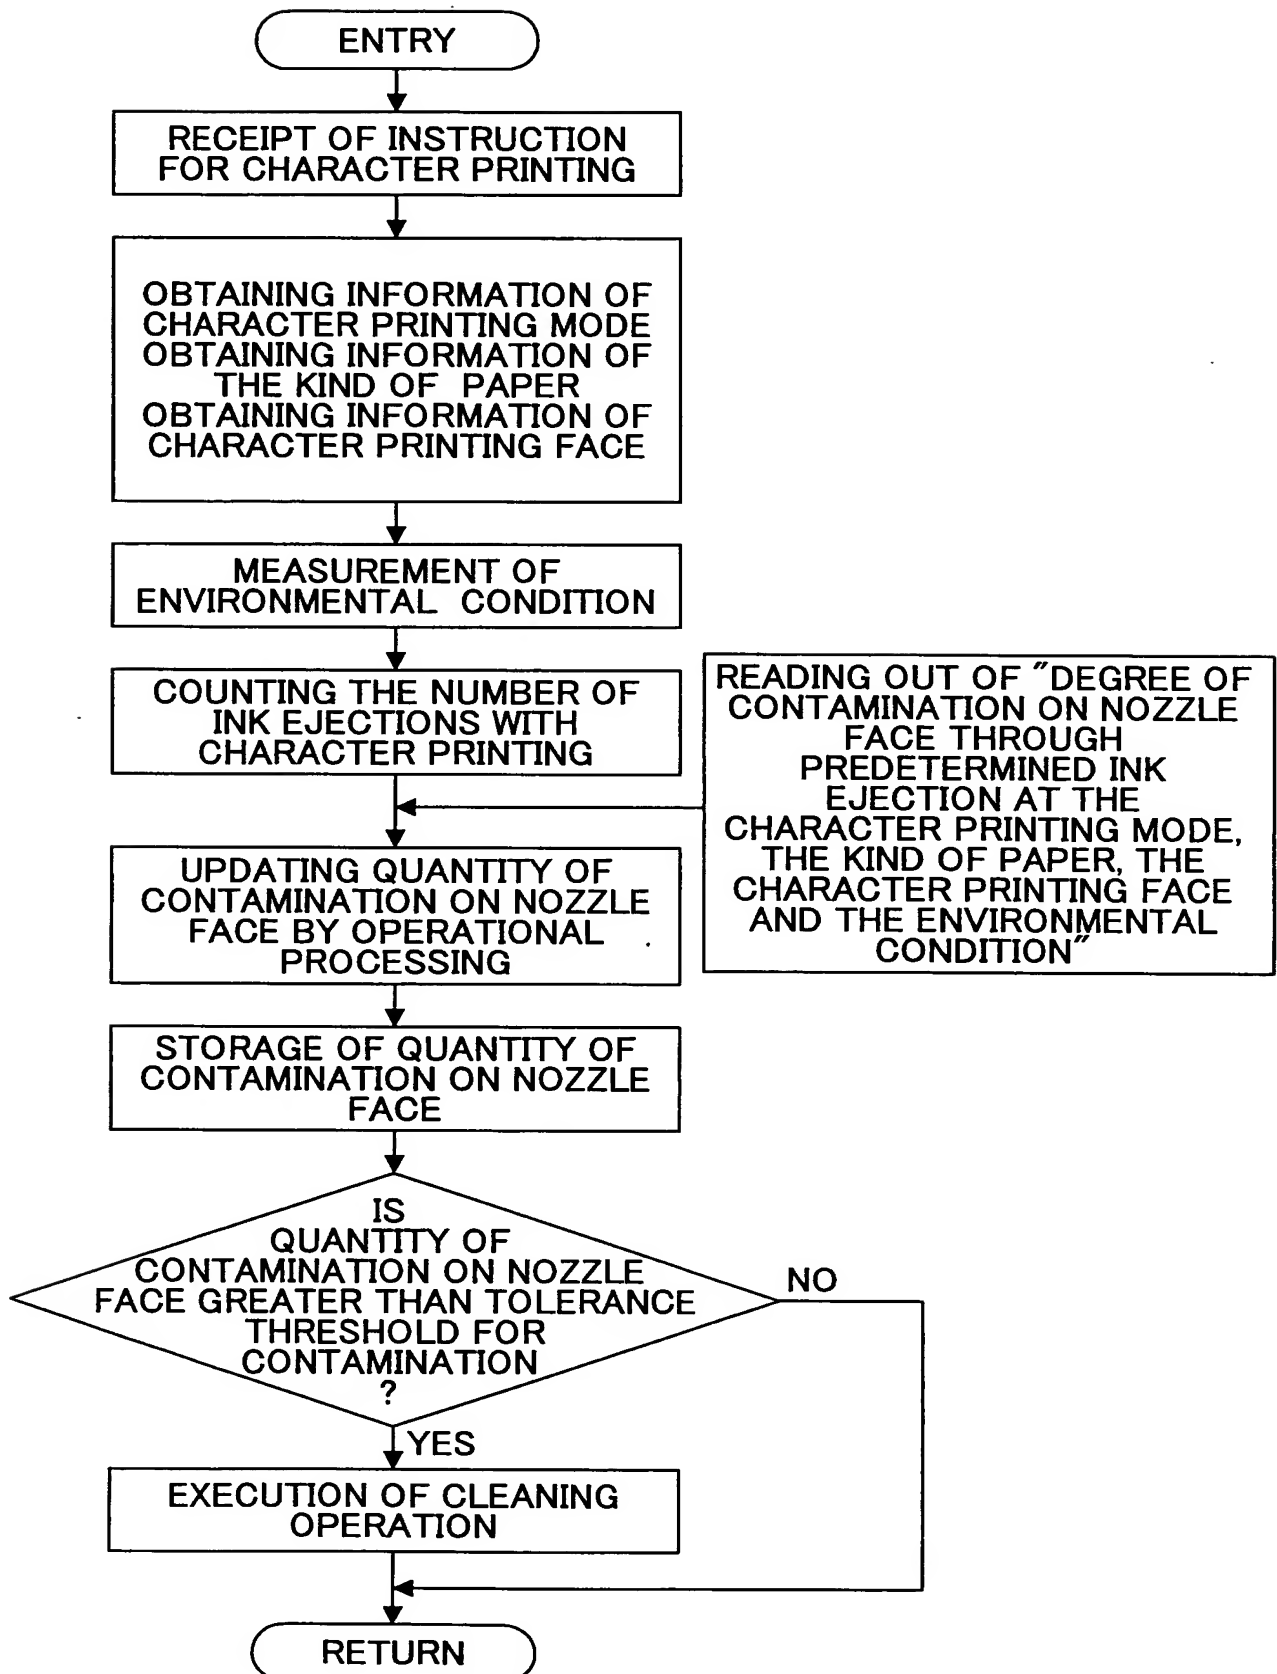 ENTRY
RECEIPT OF INSTRUCTION
FOR CHARACTER PRINTING
OBTAINING INFORMATION OF
CHARACTER PRINTING MODE
OBTAINING INFORMATION OF
THE KIND OF PAPER
OBTAINING INFORMATION OF
CHARACTER PRINTING FACE
MEASUREMENT OF
ENVIRONMENTAL CONDITION
COUNTING THE NUMBER OF
INK EJECTIONS WITH
CHARACTER PRINTING
READING OUT OF "DEGREE OF
CONTAMINATION ON NOZZLE
FACE THROUGH
PREDETERMINED INK
EJECTION AT THE
CHARACTER PRINTING MODE,
THE KIND OF PAPER, THE
CHARACTER PRINTING FACE
AND THE ENVIRONMENTAL
CONDITION"
UPDATING QUANTITY OF
CONTAMINATION ON NOZZLE
FACE BY OPERATIONAL
PROCESSING
STORAGE OF QUANTITY OF
CONTAMINATION ON NOZZLE
FACE
IS
QUANTITY OF
CONTAMINATION ON NOZZLE
FACE GREATER THAN TOLERANCE
THRESHOLD FOR
CONTAMINATION
?
NO
YES
EXECUTION OF CLEANING
OPERATION
RETURN